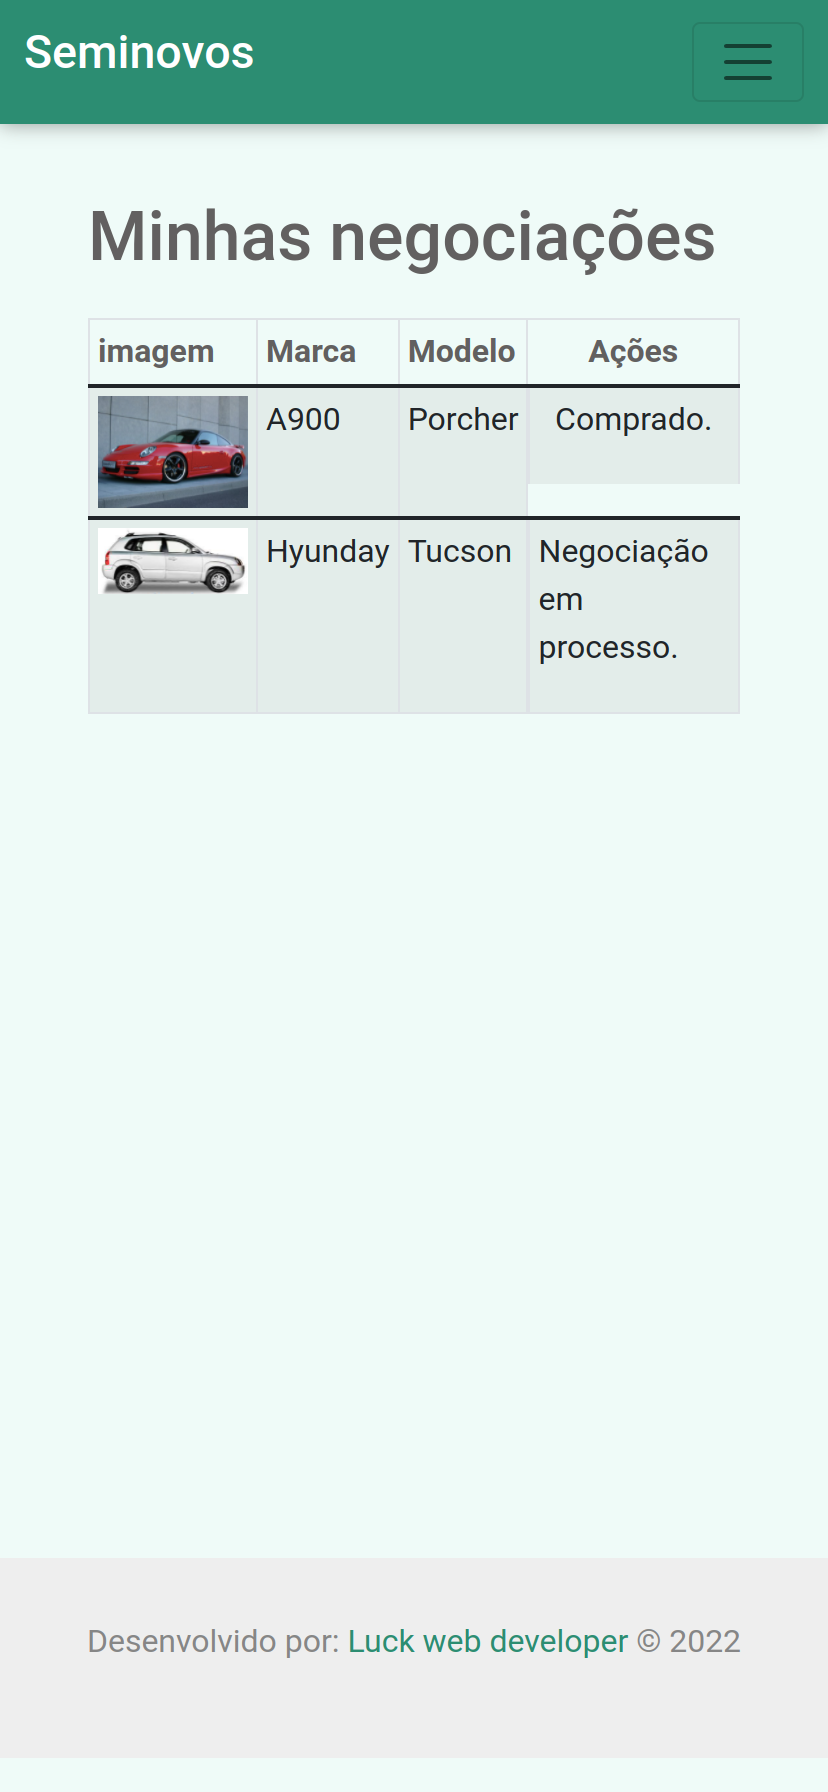 Seminovos
Minhas negociações
imagem Marca Modelo Ações
A900 Porcher Comprado.
Hyunday Tucson Negociação
em
processo.
Desenvolvido por: Luck web developer © 2022